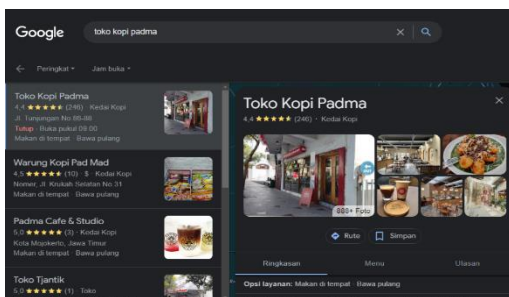 Google
toko kopi padma
Peringkat
Jam buka
Toko Kopi Padma
4,4 ★★★★★ (246) · Kedai Kopi
Jl. Tunjungan No 88-98
Tutup · Buka pukul 09.00
Makan di tempat · Bawa pulang
Warung Kopi Pad Mad
4,5 ★★★★★ (10) · $ · Kedai Kopi
Nomer, Jl. Krukah Selatan No.31
Makan di tempat · Bawa pulang
Padma Cafe & Studio
5,0 ★★★★★ (3) · Kedai Kopi
Kota Mojokerto, Jawa Timur
Makan di tempat · Bawa pulang
Toko Tjantik
5,0 ★★★★★ (1) · Toko
Toko Kopi Padma
4,4 ★★★★★ (246) · Kedai Kopi
800+ Foto
Rute
Simpan
Ringkasan
Menu
Ulasan
Opsi layanan: Makan di tempat · Bawa pulang